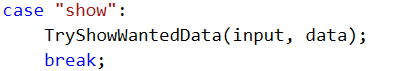 case "show":
    TryShowWantedData(input, data);
    break;